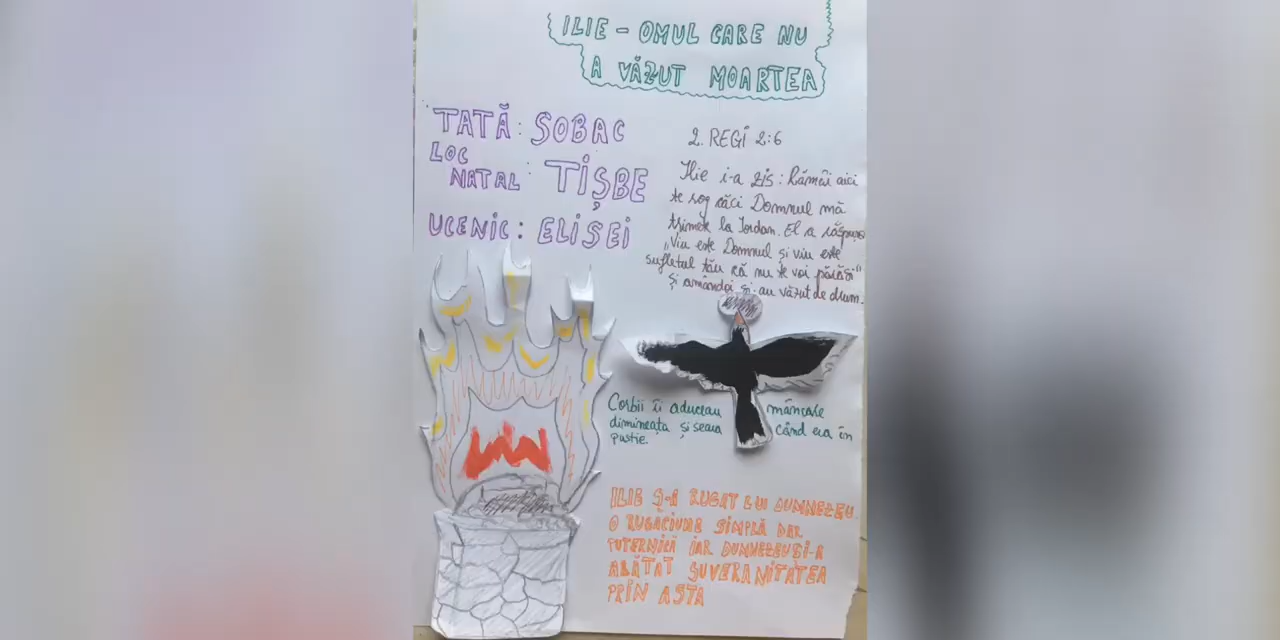 ILIE - OMUL CARE NU
A VĂZUT MOARTEA
TATĂ: SOBAC
LOC
NATAL: TIȘBE
UCENIC: ELISEI
2. REGI 2:6
Ilie i-a zis: Rămâi aici
te rog căci Domnul mă
trimete la Iordan. El a răspuns
„Viu este Domnul și viu este
sufletul tău că nu te voi părăsi"
și amândoi și-au văzut de drum.
Corbii îi aduceau mâncare
dimineața și seara când era în
pustie.
ILIE S-A RUGAT LUI DUMNEZEU
O RUGĂCIUNE SIMPLĂ DAR
PUTERNICĂ IAR DUMNEZEU ȘI-A
ARĂTAT SUVERANITATEA
PRIN ASTA